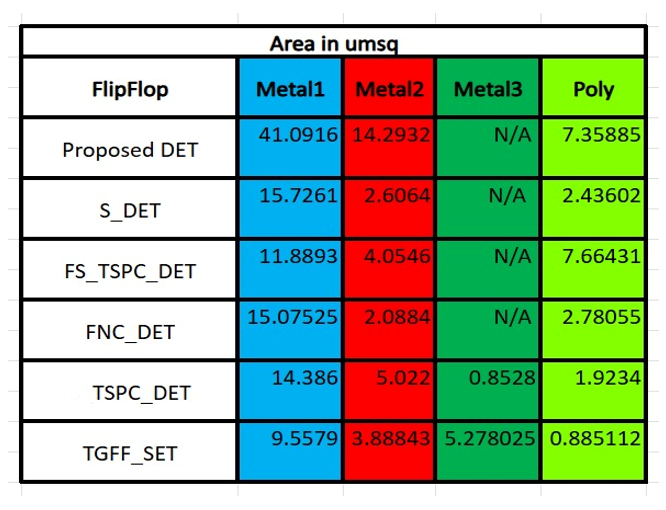 Area in umsq
FlipFlop Metal1 Metal2 Metal3 Poly
Proposed DET 41.0916 14.2932 N/A 7.35885
S_DET 15.7261 2.6064 N/A 2.43602
FS_TSPC_DET 11.8893 4.0546 N/A 7.66431
FNC_DET 15.07525 2.0884 N/A 2.78055
TSPC_DET 14.386 5.022 0.8528 1.9234
TGFF_SET 9.5579 3.88843 5.278025 0.885112